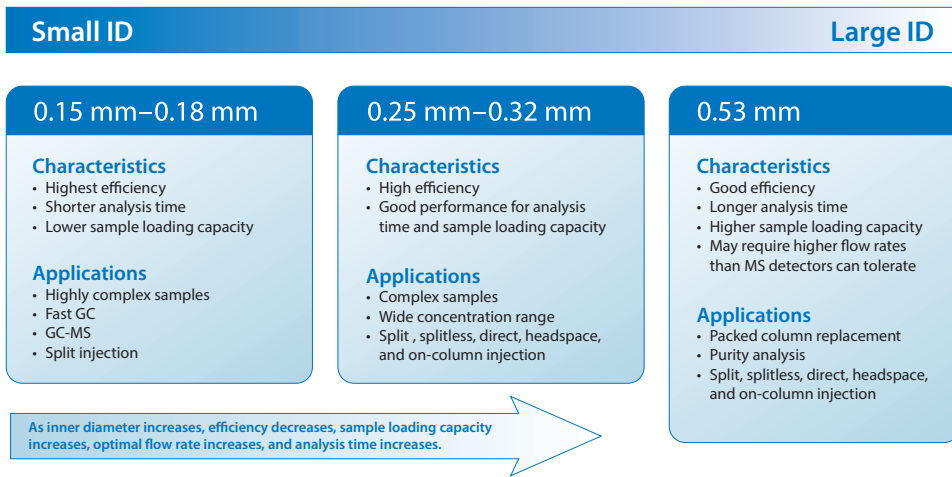 Small ID
Large ID
0.15 mm–0.18 mm
Characteristics
• Highest efficiency
• Shorter analysis time
• Lower sample loading capacity
Applications
• Highly complex samples
• Fast GC
• GC-MS
• Split injection
0.25 mm–0.32 mm
Characteristics
• High efficiency
• Good performance for analysis
time and sample loading capacity
Applications
• Complex samples
• Wide concentration range
• Split , splitless, direct, headspace,
and on-column injection
0.53 mm
Characteristics
• Good efficiency
• Longer analysis time
• Higher sample loading capacity
• May require higher flow rates
than MS detectors can tolerate
Applications
• Packed column replacement
• Purity analysis
• Split, splitless, direct, headspace,
and on-column injection
As inner diameter increases, efficiency decreases, sample loading capacity
increases, optimal flow rate increases, and analysis time increases.